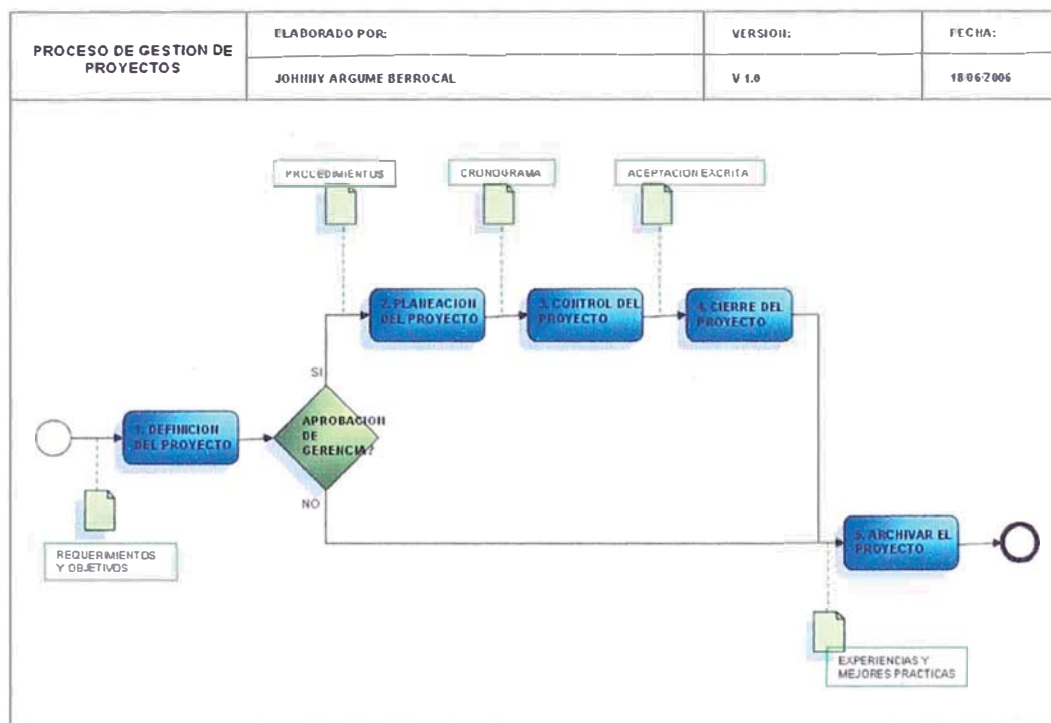 PROCESO DE GESTION DE
PROYECTOS
ELABORADO POR:
VERSION:
FECHA:
JOHNNY ARGUME BERROCAL
V 1.0
18/06/2006
PROCEDIMIENTOS
CRONOGRAMA
ACEPTACION EXCRITA
2. PLANEACION
DEL PROYECTO
3. CONTROL DEL
PROYECTO
4. CIERRE DEL
PROYECTO
SI
1. DEFINICION
DEL PROYECTO
APROBACION
DE
GERENCIA?
NO
REQUERIMIENTOS
Y OBJETIVOS
5. ARCHIVAR EL
PROYECTO
EXPERIENCIAS Y
MEJORES PRACTICAS